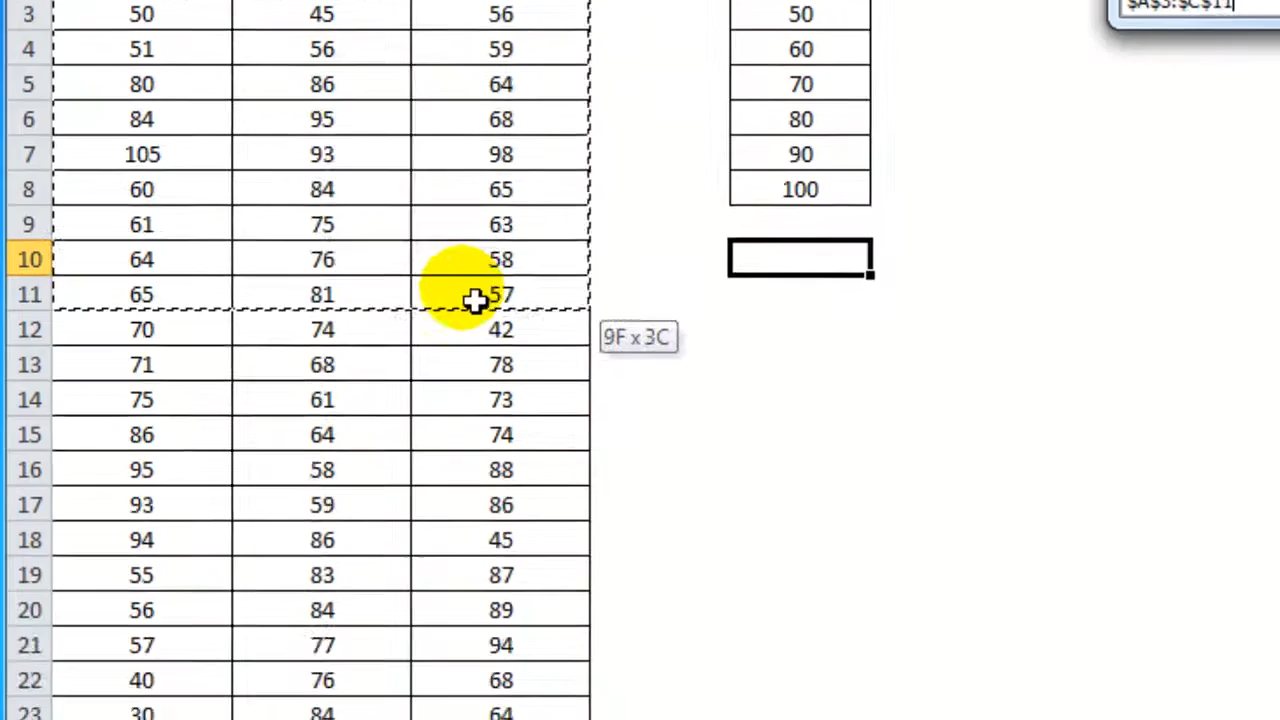 3 50 45 56 50 $A$3:$C$11
4 51 56 59 60
5 80 86 64 70
6 84 95 68 80
7 105 93 98 90
8 60 84 65 100
9 61 75 63
10 64 76 58
11 65 81 57
12 70 74 42 9F x 3C
13 71 68 78
14 75 61 73
15 86 64 74
16 95 58 88
17 93 59 86
18 94 86 45
19 55 83 87
20 56 84 89
21 57 77 94
22 40 76 68
23 30 84 64